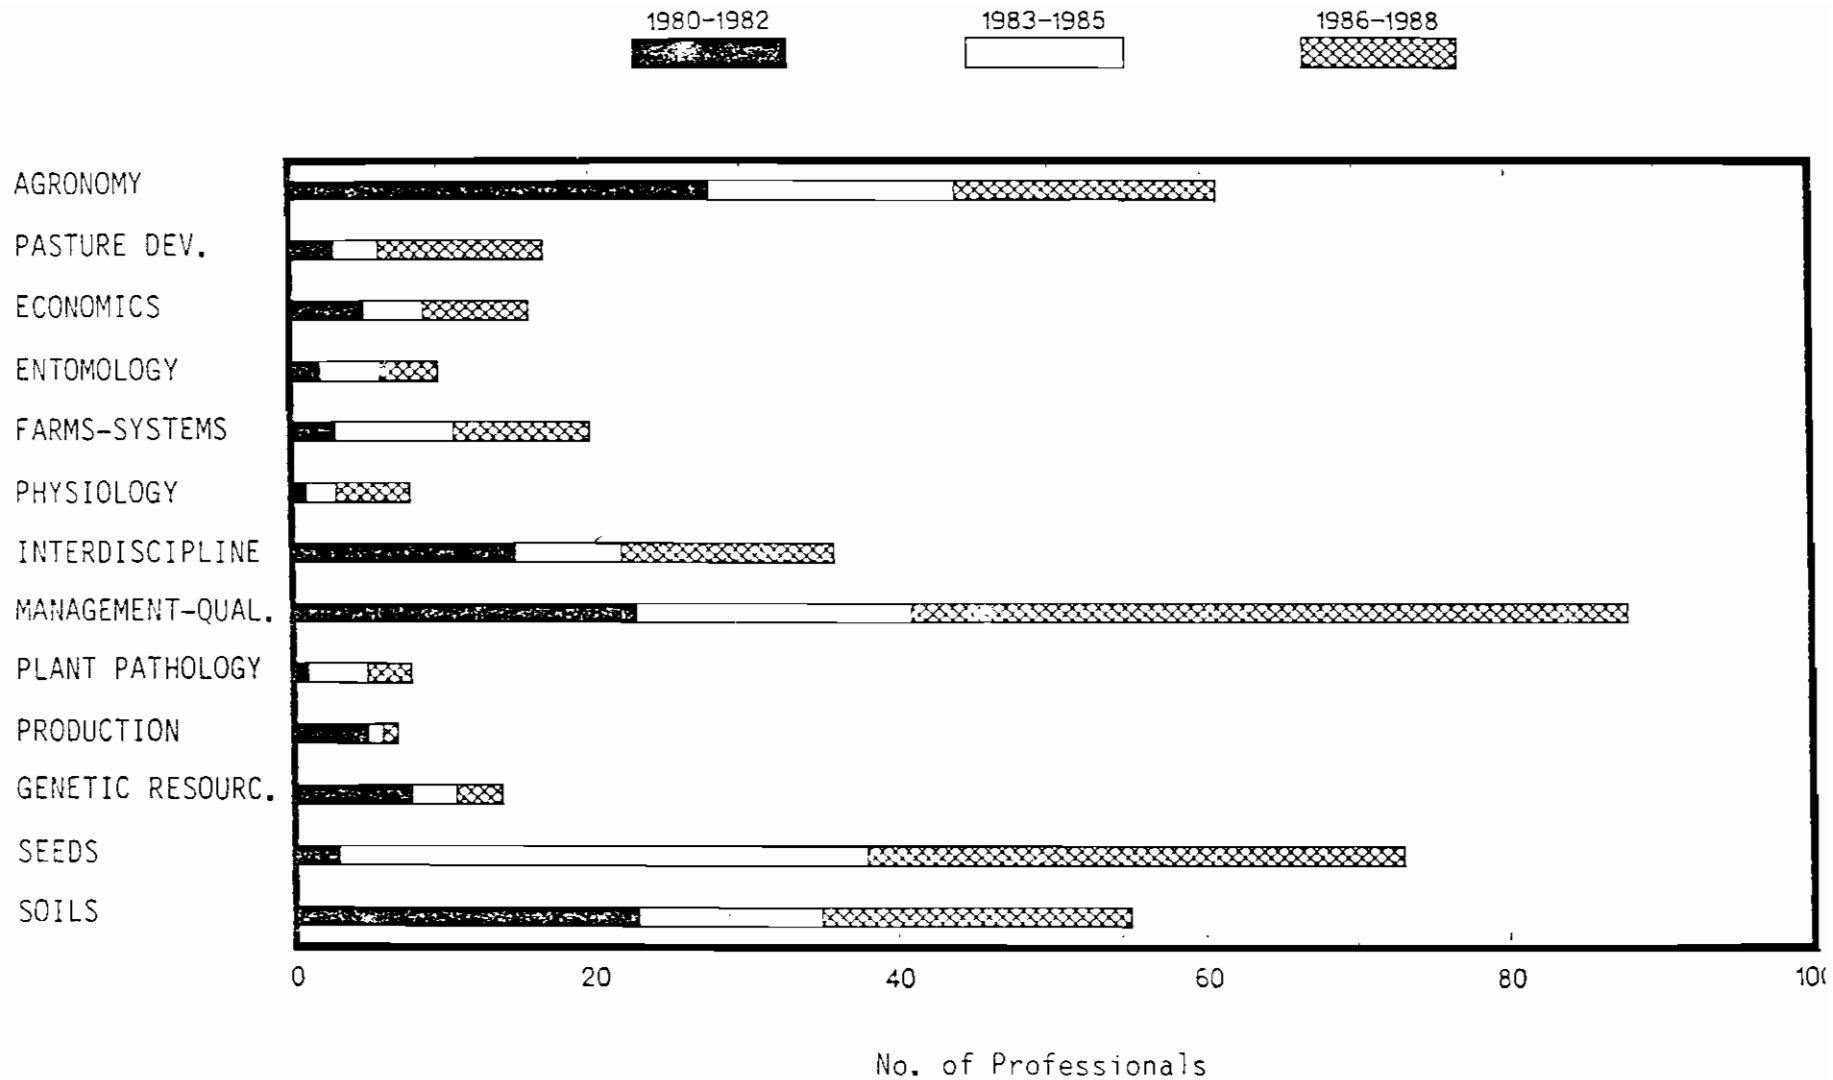 1980-1982 1983-1985 1986-1988
AGRONOMY
PASTURE DEV.
ECONOMICS
ENTOMOLOGY
FARMS-SYSTEMS
PHYSIOLOGY
INTERDISCIPLINE
MANAGEMENT-QUAL.
PLANT PATHOLOGY
PRODUCTION
GENETIC RESOURC.
SEEDS
SOILS
0 20 40 60 80 10(
No. of Professionals